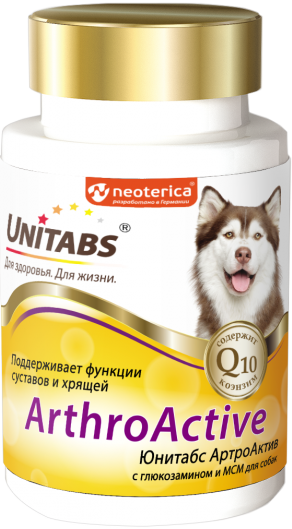 neoterica®
разработано в Германии
UNITABS®
Для здоровья. Для жизни.
содержит
Q10
коэнзим
Поддерживает функции
суставов и хрящей
ArthroActive
Юнитабс АртроАктив
с глюкозамином и МСМ для собак